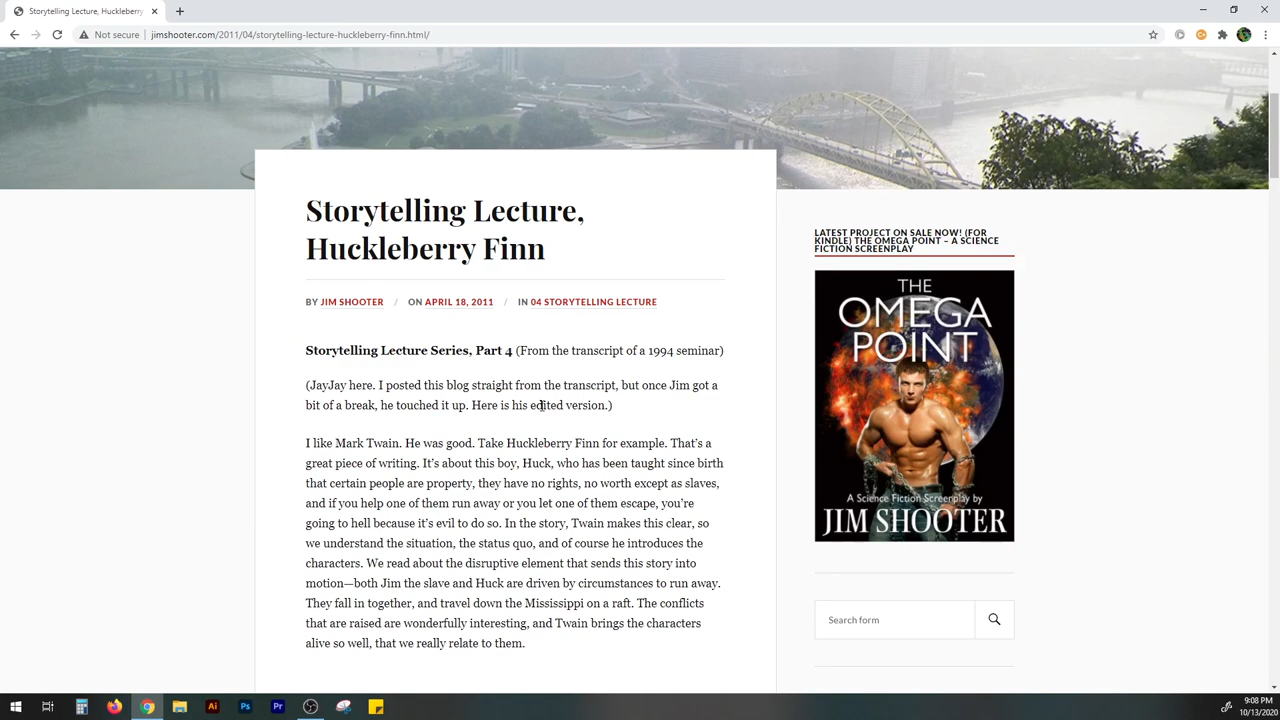 Storytelling Lecture, Huckleberry
Not secure
jimshooter.com/2011/04/storytelling-lecture-huckleberry-finn.html/
Storytelling Lecture,
Huckleberry Finn
BY JIM SHOOTER / ON APRIL 18, 2011 / IN 04 STORYTELLING LECTURE
Storytelling Lecture Series, Part 4 (From the transcript of a 1994 seminar)
(JayJay here. I posted this blog straight from the transcript, but once Jim got a
bit of a break, he touched it up. Here is his edited version.)
I like Mark Twain. He was good. Take Huckleberry Finn for example. That's a
great piece of writing. It's about this boy, Huck, who has been taught since birth
that certain people are property, they have no rights, no worth except as slaves,
and if you help one of them run away or you let one of them escape, you're
going to hell because it's evil to do so. In the story, Twain makes this clear, so
we understand the situation, the status quo, and of course he introduces the
characters. We read about the disruptive element that sends this story into
motion—both Jim the slave and Huck are driven by circumstances to run away.
They fall in together, and travel down the Mississippi on a raft. The conflicts
that are raised are wonderfully interesting, and Twain brings the characters
alive so well, that we really relate to them.
LATEST PROJECT ON SALE NOW! (FOR
KINDLE) THE OMEGA POINT – A SCIENCE
FICTION SCREENPLAY
THE
OMEGA
POINT
A Science Fiction Screenplay by
JIM SHOOTER
Search form
Ai
Ps
Pr
9:08 PM
10/13/2020